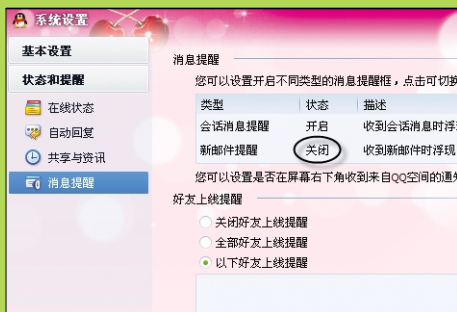 系统设置
基本设置
状态和提醒
在线状态
自动回复
共享与资讯
消息提醒
消息提醒
您可以设置开启不同类型的消息提醒框，点击可切换
类型 状态 描述
会话消息提醒 开启 收到会话消息时浮
新邮件提醒 关闭 收到新邮件时浮现
您可以设置是否在屏幕右下角收到来自QQ空间的通
好友上线提醒
关闭好友上线提醒
全部好友上线提醒
以下好友上线提醒